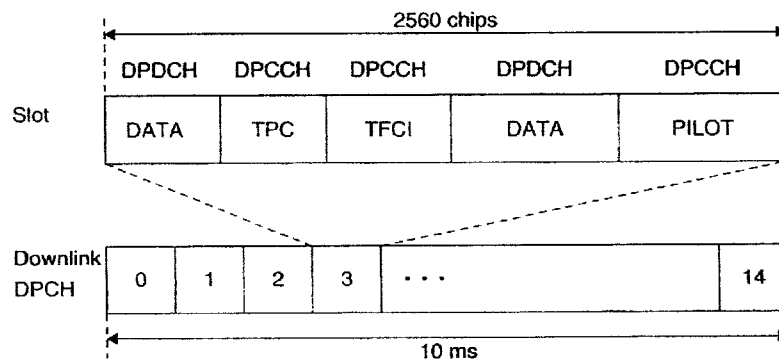 2560 chips
DPDCH DPCCH DPCCH DPDCH DPCCH
Slot DATA TPC TFCI DATA PILOT
Downlink
DPCH 0 1 2 3 · · · 14
10 ms